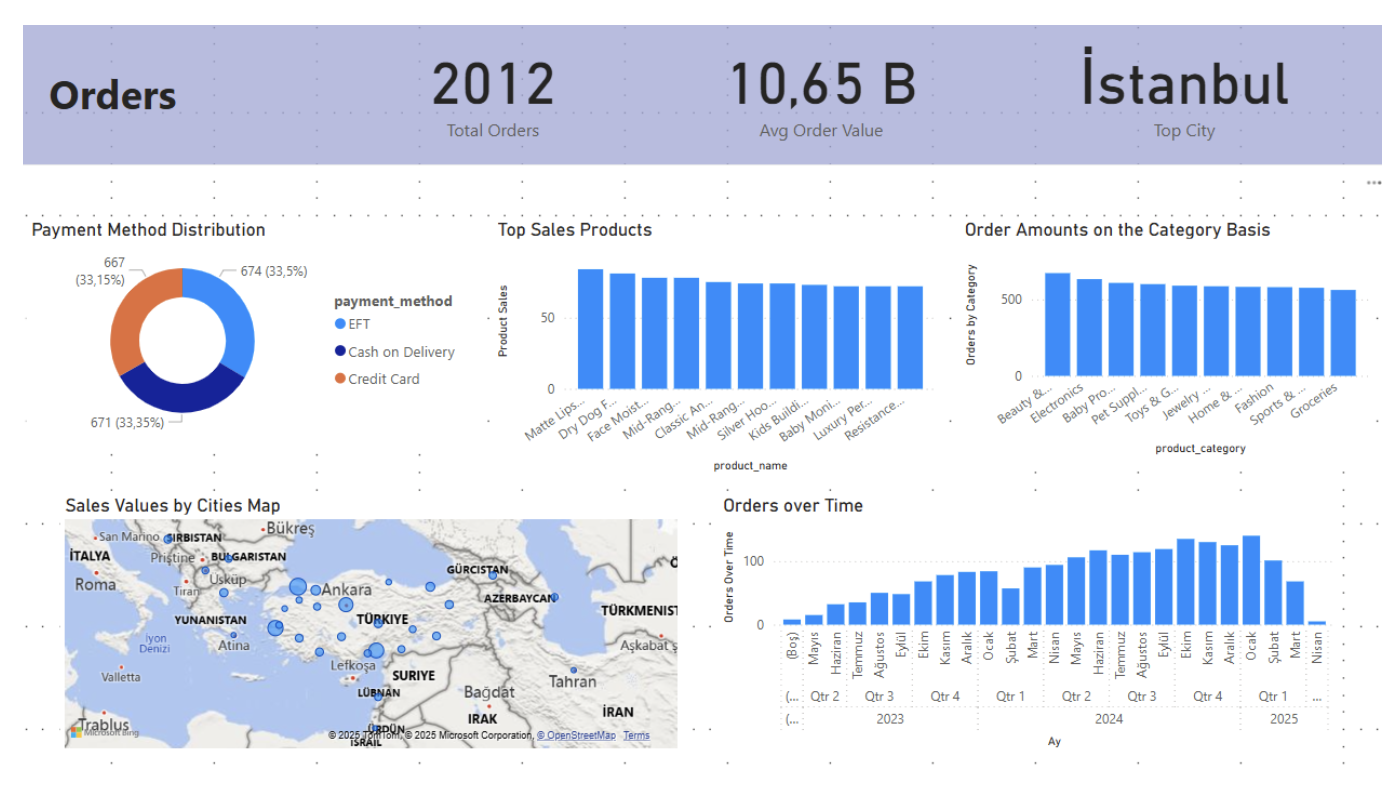 Orders
2012
Total Orders
10,65 B
Avg Order Value
İstanbul
Top City
Payment Method Distribution
667
(33,15%)
674 (33,5%)
671 (33,35%)
payment_method
EFT
Cash on Delivery
Credit Card
Top Sales Products
Product Sales
50
0
Matte Lips...
Dry Dog F...
Face Moist...
Mid-Rang...
Classic An...
Mid-Rang...
Silver Hoo...
Kids Buildi...
Baby Moni...
Luxury Per...
Resistance...
product_name
Order Amounts on the Category Basis
Orders by Category
500
0
Beauty &...
Electronics
Baby Pro...
Pet Suppl...
Toys & G...
Jewelry ...
Home & ...
Fashion
Sports & ...
Groceries
product_category
Sales Values by Cities Map
Bükreş
San Marino
SIRBISTAN
İTALYA
Priştine
BULGARISTAN
Roma
Tiran
Üsküp
Ankara
GÜRCISTAN
AZERBAYCAN
TÜRKMENIST
YUNANISTAN
TÜRKIYE
İyon
Denizi
Atina
Aşkabat
Lefkoşa
Valletta
SURIYE
Tahran
LÜBNAN
Bağdat
Trablus
IRAK
İRAN
ÜRDÜN
İSRAIL
Microsoft Bing
© 2025 TomTom, © 2025 Microsoft Corporation, © OpenStreetMap Terms
Orders over Time
Orders Over Time
100
0
(Boş)
Mayıs
Haziran
Temmuz
Ağustos
Eylül
Ekim
Kasım
Aralık
Ocak
Şubat
Mart
Nisan
Mayıs
Haziran
Temmuz
Ağustos
Eylül
Ekim
Kasım
Aralık
Ocak
Şubat
Mart
Nisan
(... Qtr 2 Qtr 3 Qtr 4 Qtr 1 Qtr 2 Qtr 3 Qtr 4 Qtr 1 ...
(... 2023 2024 2025
Ay